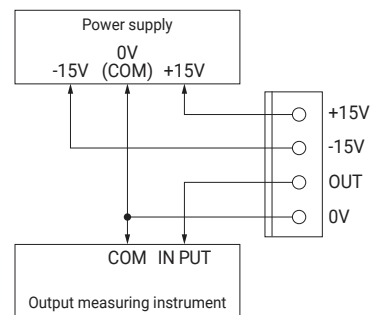 Power supply
0V
-15V (COM) +15V
+15V
-15V
OUT
0V
COM IN PUT
Output measuring instrument